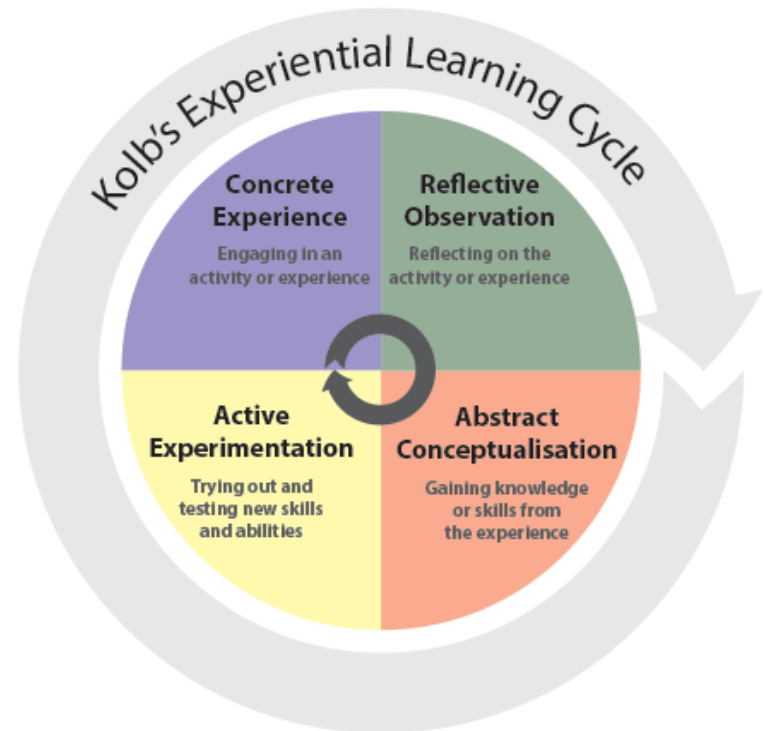 Kolb's Experiential Learning Cycle
Concrete
Experience
Engaging in an
activity or experience
Reflective
Observation
Reflecting on the
activity or experience
Active
Experimentation
Trying out and
testing new skills
and abilities
Abstract
Conceptualisation
Gaining knowledge
or skills from
the experience